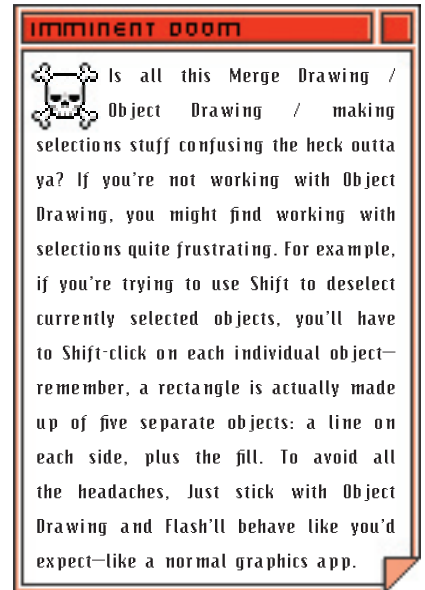 IMMINENT DOOM
Is all this Merge Drawing /
Object Drawing / making
selections stuff confusing the heck outta
ya? If you're not working with Object
Drawing, you might find working with
selections quite frustrating. For example,
if you're trying to use Shift to deselect
currently selected objects, you'll have
to Shift-click on each individual object—
remember, a rectangle is actually made
up of five separate objects: a line on
each side, plus the fill. To avoid all
the headaches, Just stick with Object
Drawing and Flash'll behave like you'd
expect—like a normal graphics app.